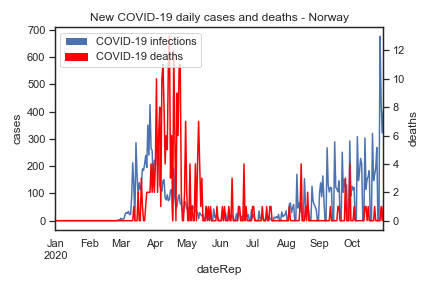 New COVID-19 daily cases and deaths - Norway
COVID-19 infections
COVID-19 deaths
cases
700
600
500
400
300
200
100
0
deaths
12
10
8
6
4
2
0
Jan Feb Mar Apr May Jun Jul Aug Sep Oct
2020
dateRep